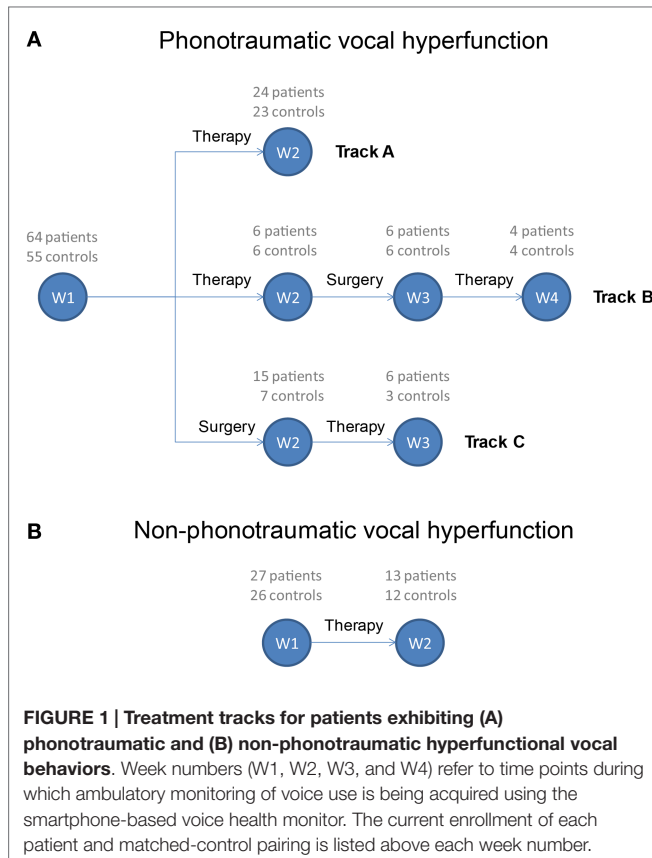 A
Phonotraumatic vocal hyperfunction
24 patients
23 controls
Therapy
W2
Track A
64 patients
55 controls
W1
6 patients
6 controls
Therapy
W2
6 patients
6 controls
Surgery
W3
4 patients
4 controls
Therapy
W4
Track B
15 patients
7 controls
Surgery
W2
6 patients
3 controls
Therapy
W3
Track C
B
Non-phonotraumatic vocal hyperfunction
27 patients
26 controls
W1
Therapy
13 patients
12 controls
W2
FIGURE 1 | Treatment tracks for patients exhibiting (A)
phonotraumatic and (B) non-phonotraumatic hyperfunctional vocal
behaviors. Week numbers (W1, W2, W3, and W4) refer to time points during
which ambulatory monitoring of voice use is being acquired using the
smartphone-based voice health monitor. The current enrollment of each
patient and matched-control pairing is listed above each week number.